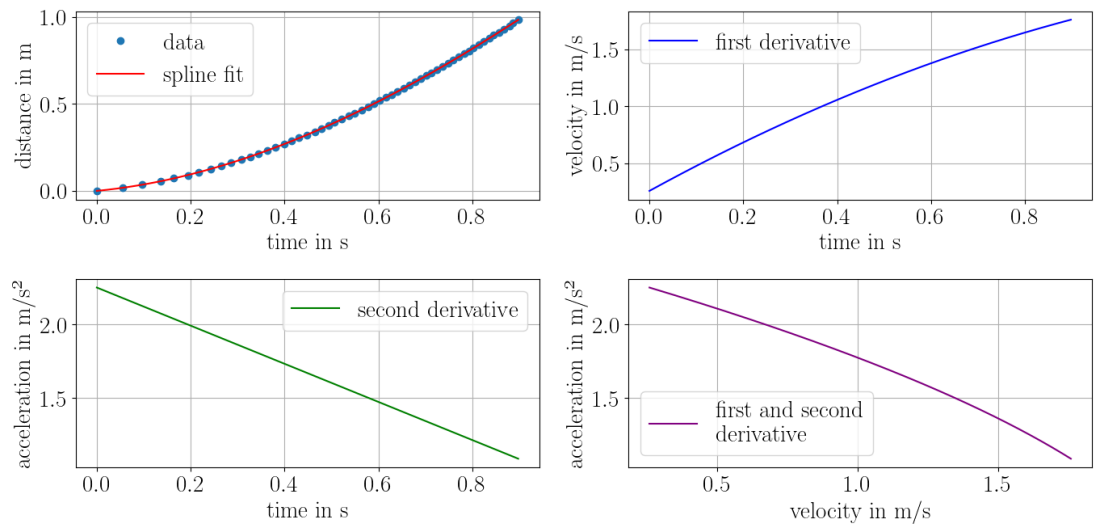 distance in m
1.0
0.5
0.0
data
spline fit
0.0 0.2 0.4 0.6 0.8
time in s
velocity in m/s
1.5
1.0
0.5
first derivative
0.0 0.2 0.4 0.6 0.8
time in s
acceleration in m/s²
2.0
1.5
second derivative
0.0 0.2 0.4 0.6 0.8
time in s
acceleration in m/s²
2.0
1.5
first and second
derivative
0.5 1.0 1.5
velocity in m/s